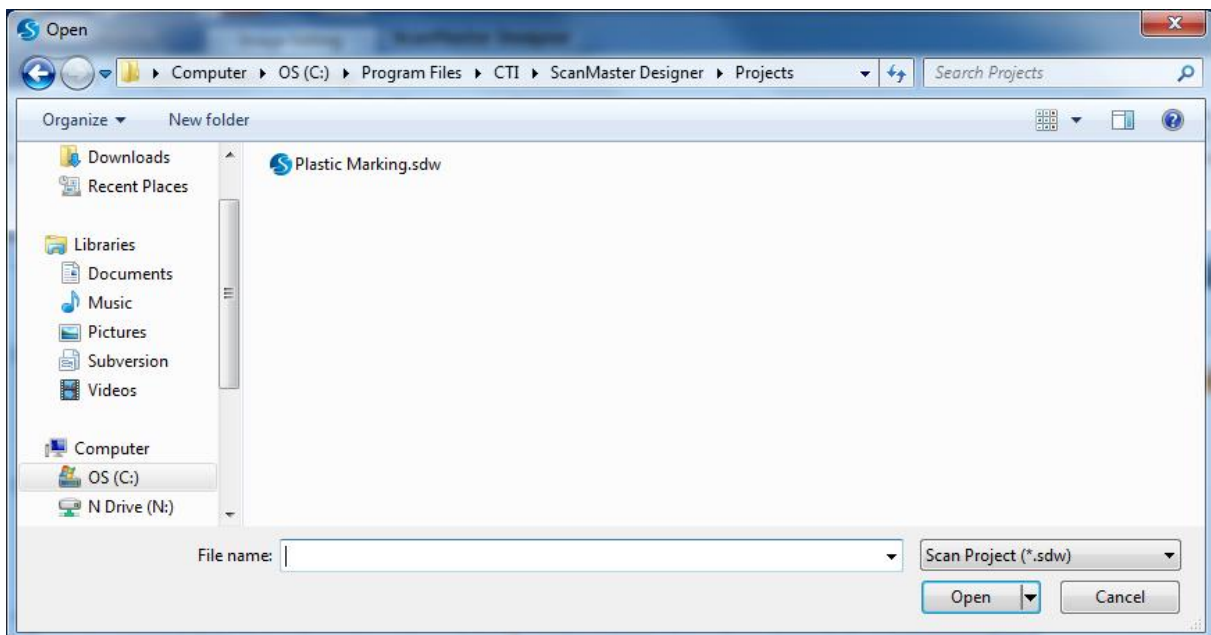 Open
Computer ▸ OS (C:) ▸ Program Files ▸ CTI ▸ ScanMaster Designer ▸ Projects
Search Projects
Organize
New folder
Downloads
Recent Places
Libraries
Documents
Music
Pictures
Subversion
Videos
Computer
OS (C:)
N Drive (N:)
Plastic Marking.sdw
File name:
Scan Project (*.sdw)
Open
Cancel